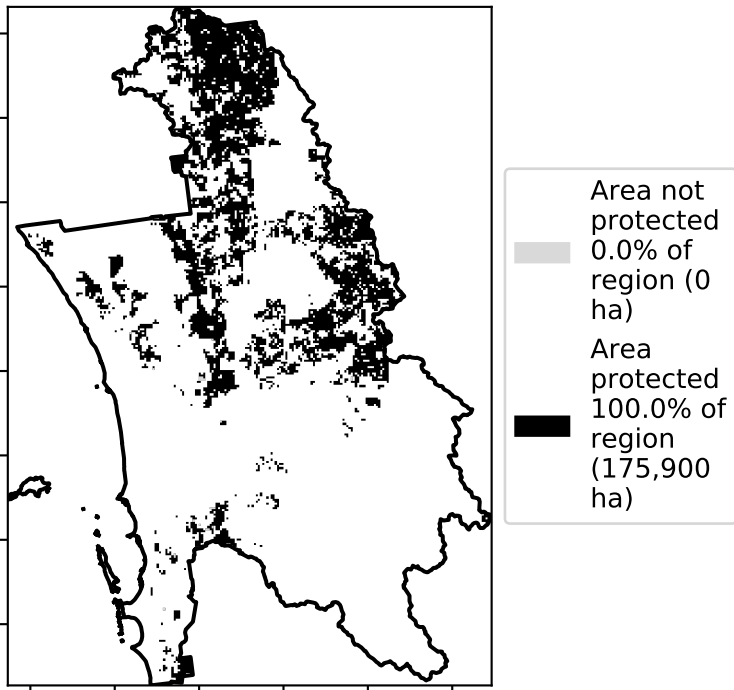 Area not
protected
0.0% of
region (0
ha)
Area
protected
100.0% of
region
(175,900
ha)